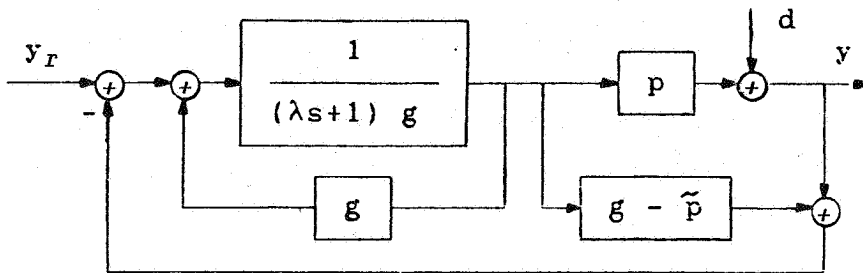 y_r
+
+
-
1
(λs+1) g
g
p
d
+
y
g - p̃
+